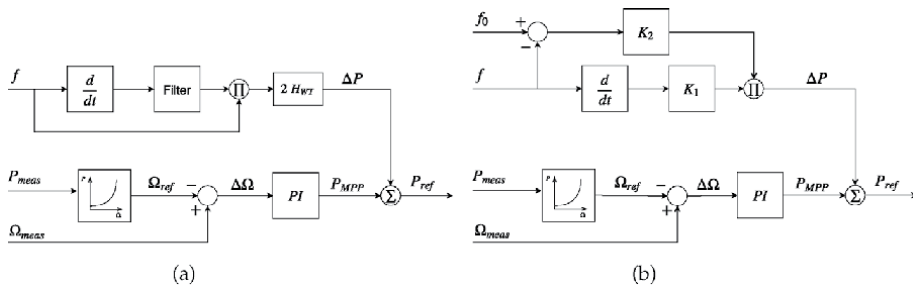 f
d/dt
Filter
Π
2 H_WT
ΔP
P_meas
P
Ω
Ω_ref
−
+
ΔΩ
PI
P_MPP
Σ
P_ref
Ω_meas
(a)
f_0
+
−
K_2
f
d/dt
K_1
Π
ΔP
P_meas
P
Ω
Ω_ref
−
+
ΔΩ
PI
P_MPP
Σ
P_ref
Ω_meas
(b)